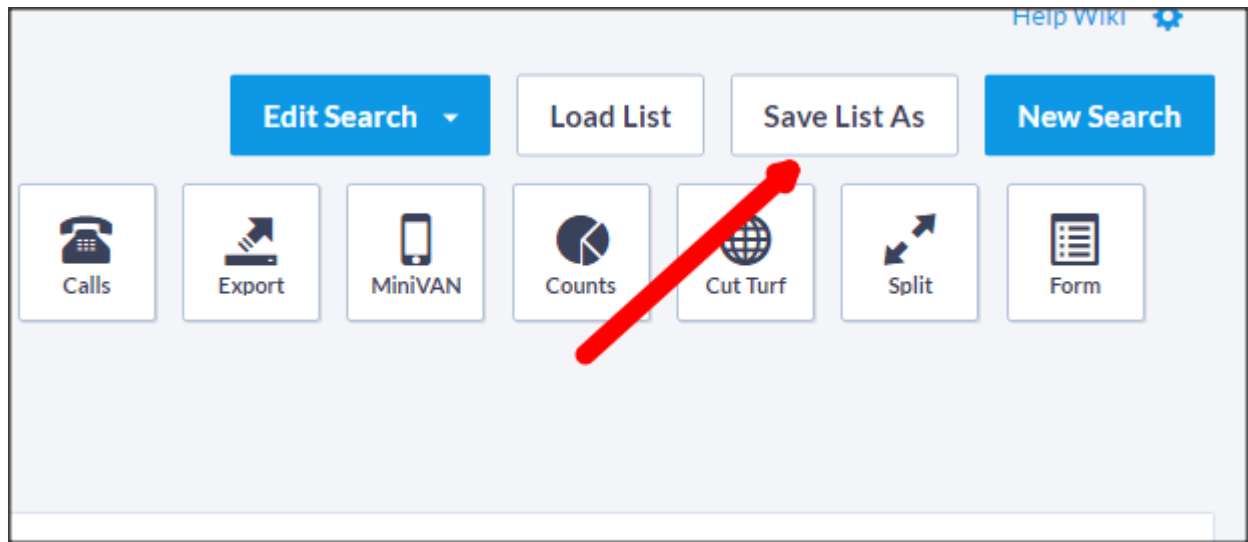 Help Wiki
Edit Search Load List Save List As New Search
Calls Export MiniVAN Counts Cut Turf Split Form